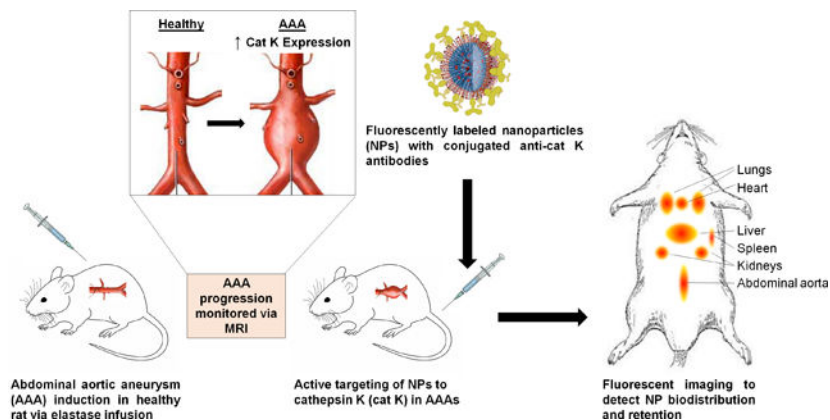 Healthy
AAA
↑ Cat K Expression
Fluorescently labeled nanoparticles
(NPs) with conjugated anti-cat K
antibodies
Lungs
Heart
Liver
Spleen
Kidneys
Abdominal aorta
AAA
progression
monitored via
MRI
Abdominal aortic aneurysm
(AAA) induction in healthy
rat via elastase infusion
Active targeting of NPs to
cathepsin K (cat K) in AAAs
Fluorescent imaging to
detect NP biodistribution
and retention